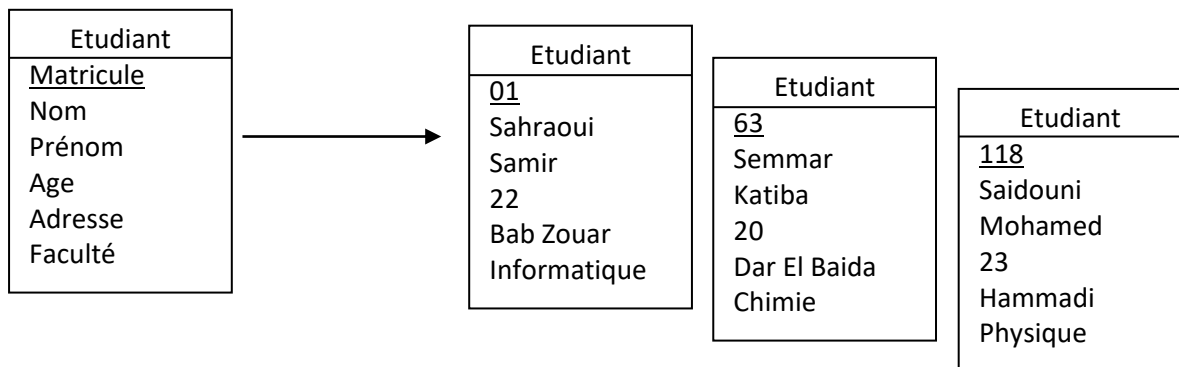 Etudiant
Matricule
Nom
Prénom
Age
Adresse
Faculté
Etudiant
01
Sahraoui
Samir
22
Bab Zouar
Informatique
Etudiant
63
Semmar
Katiba
20
Dar El Baida
Chimie
Etudiant
118
Saidouni
Mohamed
23
Hammadi
Physique